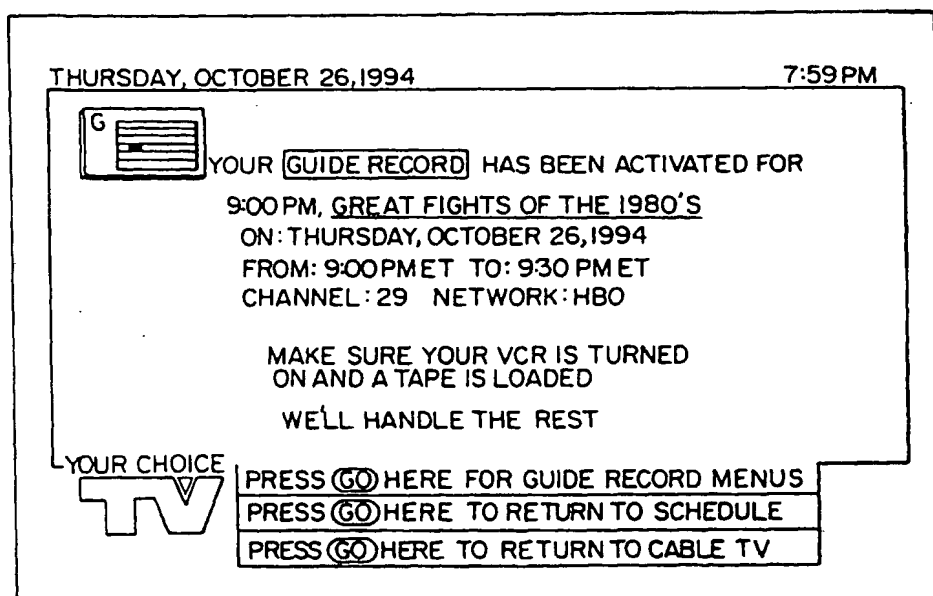 THURSDAY, OCTOBER 26, 1994 7:59 PM
G
YOUR GUIDE RECORD HAS BEEN ACTIVATED FOR
9:00 PM, GREAT FIGHTS OF THE 1980'S
ON: THURSDAY, OCTOBER 26, 1994
FROM: 9:00 PM ET TO: 9:30 PM ET
CHANNEL: 29 NETWORK: HBO
MAKE SURE YOUR VCR IS TURNED
ON AND A TAPE IS LOADED
WE'LL HANDLE THE REST
YOUR CHOICE
TV
PRESS GO HERE FOR GUIDE RECORD MENUS
PRESS GO HERE TO RETURN TO SCHEDULE
PRESS GO HERE TO RETURN TO CABLE TV